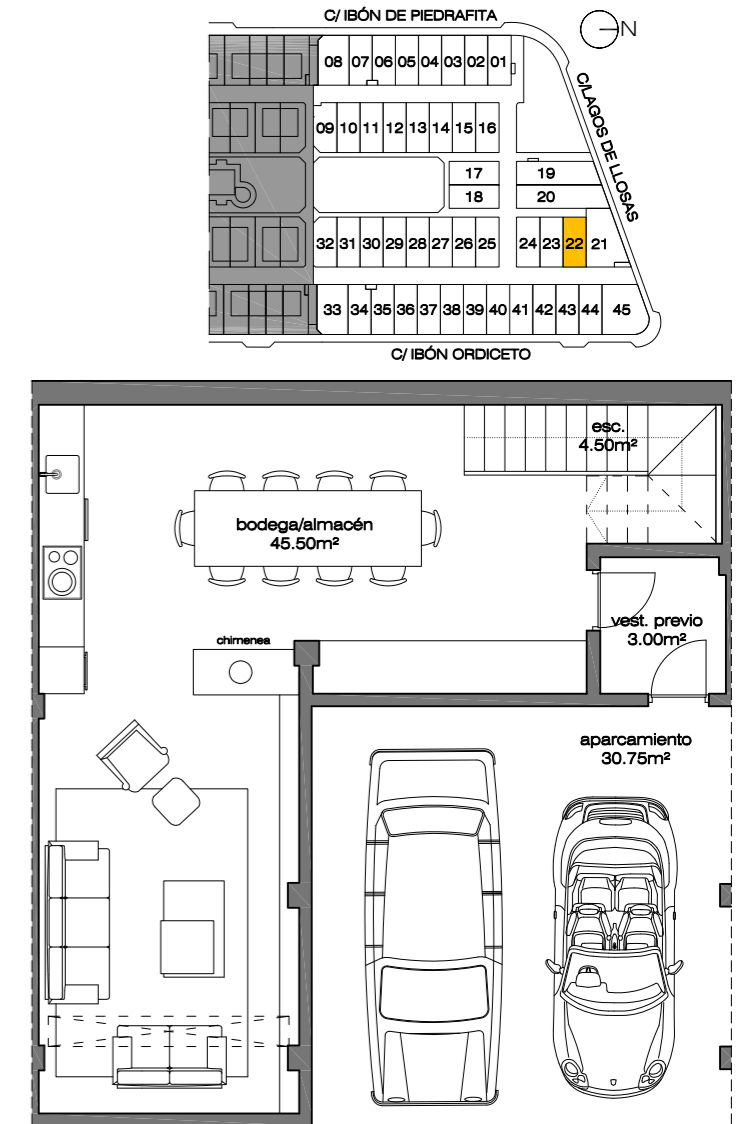 C/ IBÓN DE PIEDRAFITA
N
08 07 06 05 04 03 02 01
C/LAGOS DE LLOSAS
09 10 11 12 13 14 15 16
17 19
18 20
32 31 30 29 28 27 26 25 24 23 22 21
33 34 35 36 37 38 39 40 41 42 43 44 45
C/ IBÓN ORDICETO
esc.
4.50m²
bodega/almacén
45.50m²
vest. previo
3.00m²
chimenea
aparcamiento
30.75m²